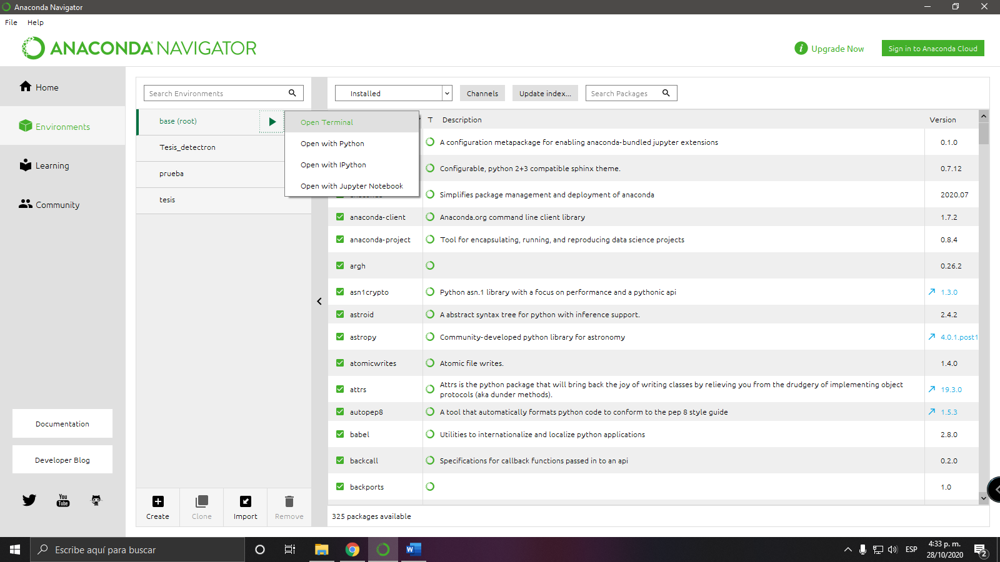 Anaconda Navigator
File Help
ANACONDA NAVIGATOR
Upgrade Now
Sign in to Anaconda Cloud
Home
Environments
Learning
Community
Documentation
Developer Blog
You Tube
Search Environments
base (root)
Tesis_detectron
prueba
tesis
Open Terminal
Open with Python
Open with IPython
Open with Jupyter Notebook
Create Clone Import Remove
Installed Channels Update index... Search Packages
T Description Version
A configuration metapackage for enabling anaconda-bundled jupyter extensions 0.1.0
Configurable, python 2+3 compatible sphinx theme. 0.7.12
Simplifies package management and deployment of anaconda 2020.07
anaconda-client Anaconda.org command line client library 1.7.2
anaconda-project Tool for encapsulating, running, and reproducing data science projects 0.8.4
argh 0.26.2
asn1crypto Python asn.1 library with a focus on performance and a pythonic api 1.3.0
astroid A abstract syntax tree for python with inference support. 2.4.2
astropy Community-developed python library for astronomy 4.0.1.post1
atomicwrites Atomic file writes. 1.4.0
attrs Attrs is the python package that will bring back the joy of writing classes by relieving you from the drudgery of implementing object
protocols (aka dunder methods). 19.3.0
autopep8 A tool that automatically formats python code to conform to the pep 8 style guide 1.5.3
babel Utilities to internationalize and localize python applications 2.8.0
backcall Specifications for callback functions passed in to an api 0.2.0
backports 1.0
325 packages available
Escribe aquí para buscar
ESP
4:33 p. m.
28/10/2020
2